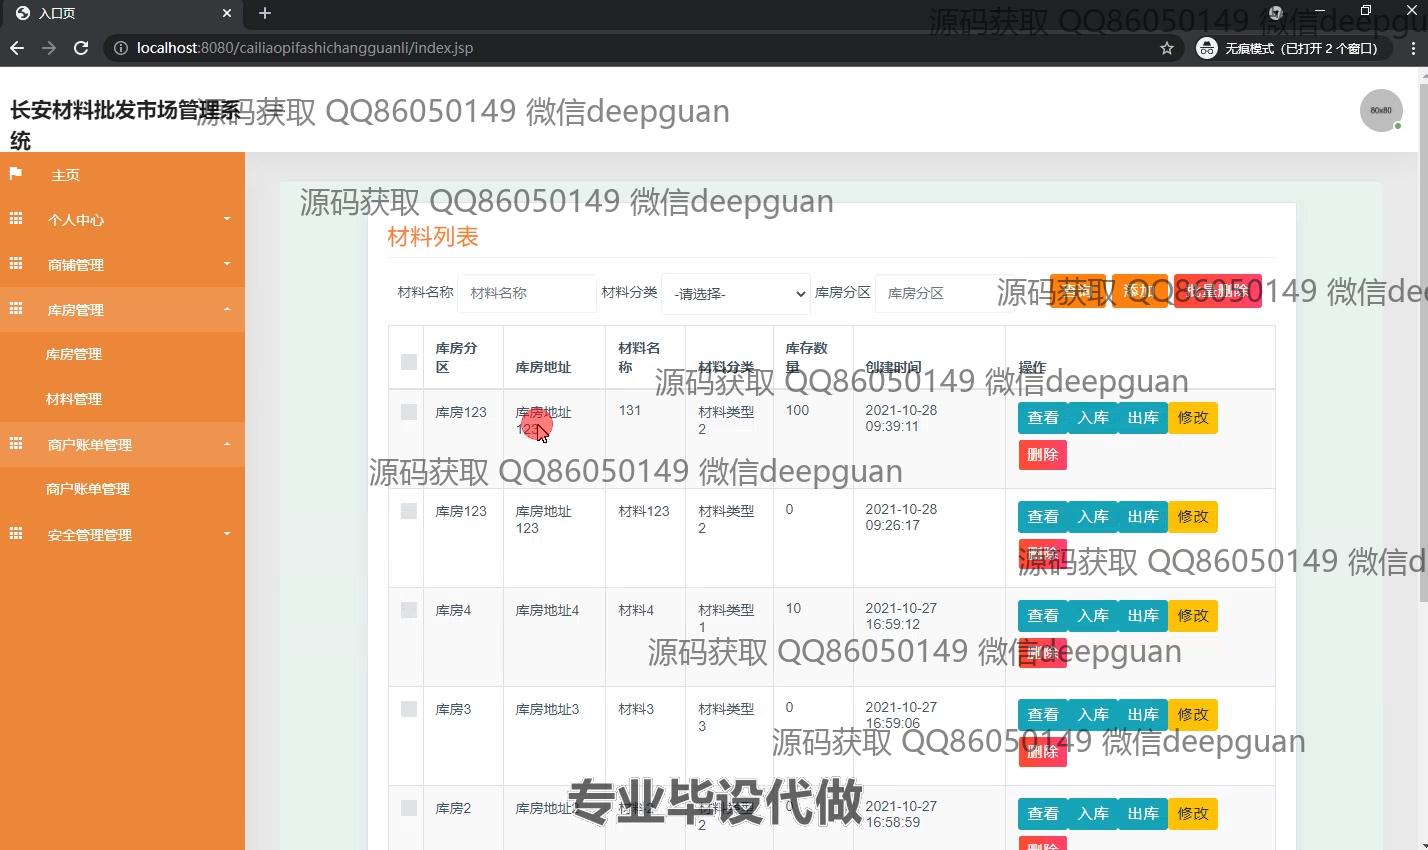 入口页
源码获取 QQ86050149 微信deepgu
localhost:8080/cailiaopifashichangguanli/index.jsp
无痕模式（已打开 2 个窗口）
长安材料批发市场管理系
统
源码获取 QQ86050149 微信deepguan
80x80
主页
个人中心
商铺管理
库房管理
库房管理
材料管理
商户账单管理
商户账单管理
安全管理管理
源码获取 QQ86050149 微信deepguan
材料列表
材料名称 材料名称 材料分类 -请选择- 库房分区 库房分区 查询 添加 批量删除
源码获取 QQ86050149 微信dee
库房分区 库房地址 材料名称 材料分类 库存数量 创建时间 操作
源码获取 QQ86050149 微信deepguan
库房123 库房地址123 131 材料类型2 100 2021-10-28 09:39:11 查看 入库 出库 修改
删除
源码获取 QQ86050149 微信deepguan
库房123 库房地址123 材料123 材料类型2 0 2021-10-28 09:26:17 查看 入库 出库 修改
删除
源码获取 QQ86050149 微信d
库房4 库房地址4 材料4 材料类型1 10 2021-10-27 16:59:12 查看 入库 出库 修改
删除
源码获取 QQ86050149 微信deepguan
库房3 库房地址3 材料3 材料类型3 0 2021-10-27 16:59:06 查看 入库 出库 修改
删除
源码获取 QQ86050149 微信deepguan
库房2 库房地址2 材料2 材料类型2 0 2021-10-27 16:58:59 查看 入库 出库 修改
删除
专业毕设代做